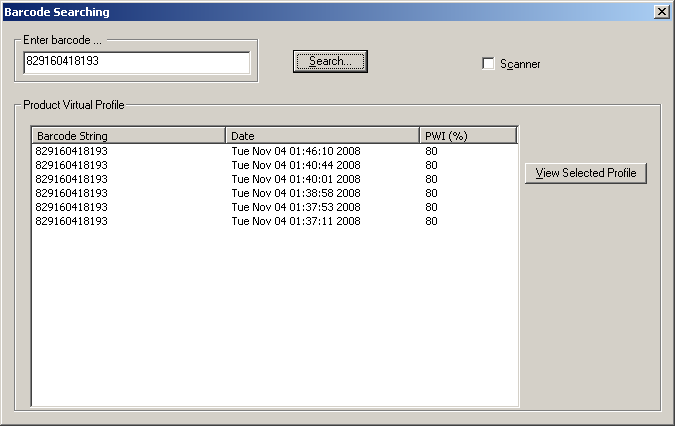 Barcode Searching
Enter barcode ...
829160418193
Search...
Scanner
Product Virtual Profile
Barcode String Date PWI (%)
829160418193 Tue Nov 04 01:46:10 2008 80
829160418193 Tue Nov 04 01:40:44 2008 80
829160418193 Tue Nov 04 01:40:01 2008 80
829160418193 Tue Nov 04 01:38:58 2008 80
829160418193 Tue Nov 04 01:37:53 2008 80
829160418193 Tue Nov 04 01:37:11 2008 80
View Selected Profile